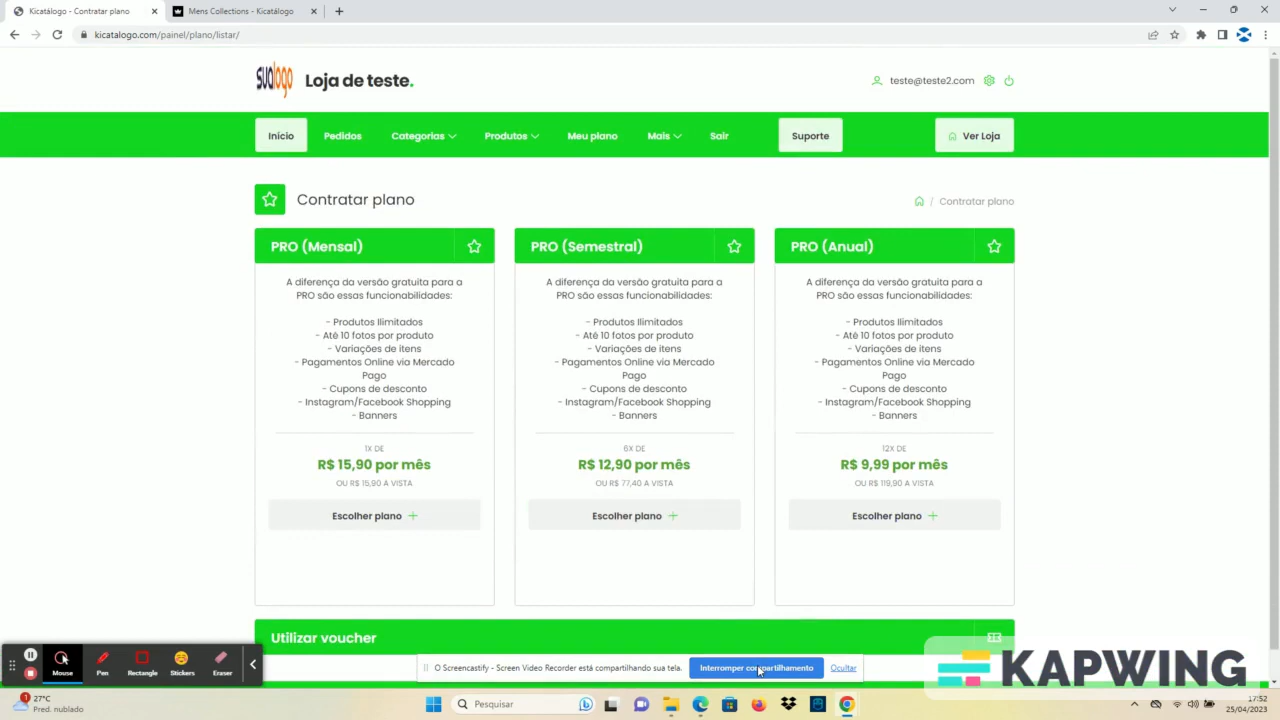 Kicatálogo - Contratar plano
Mens Collections - Kicatálogo
kicatalogo.com/painel/plano/listar/
sualogo
Loja de teste.
teste@teste2.com
Início
Pedidos
Categorias
Produtos
Meu plano
Mais
Sair
Suporte
Ver Loja
Contratar plano
/ Contratar plano
PRO (Mensal)
A diferença da versão gratuita para a
PRO são essas funcionabilidades:
- Produtos Ilimitados
- Até 10 fotos por produto
- Variações de itens
- Pagamentos Online via Mercado
Pago
- Cupons de desconto
- Instagram/Facebook Shopping
- Banners
1X DE
R$ 15,90 por mês
OU R$ 15,90 A VISTA
Escolher plano +
PRO (Semestral)
A diferença da versão gratuita para a
PRO são essas funcionabilidades:
- Produtos Ilimitados
- Até 10 fotos por produto
- Variações de itens
- Pagamentos Online via Mercado
Pago
- Cupons de desconto
- Instagram/Facebook Shopping
- Banners
6X DE
R$ 12,90 por mês
OU R$ 77,40 A VISTA
Escolher plano +
PRO (Anual)
A diferença da versão gratuita para a
PRO são essas funcionabilidades:
- Produtos Ilimitados
- Até 10 fotos por produto
- Variações de itens
- Pagamentos Online via Mercado
Pago
- Cupons de desconto
- Instagram/Facebook Shopping
- Banners
12X DE
R$ 9,99 por mês
OU R$ 119,90 A VISTA
Escolher plano +
Utilizar voucher
Mouse
Pen
Rectangle
Stickers
Eraser
O Screencastify - Screen Video Recorder está compartilhando sua tela.
Interromper compartilhamento
Ocultar
KAPWING
1
27°C
Pred. nublado
Pesquisar
17:52
25/04/2023